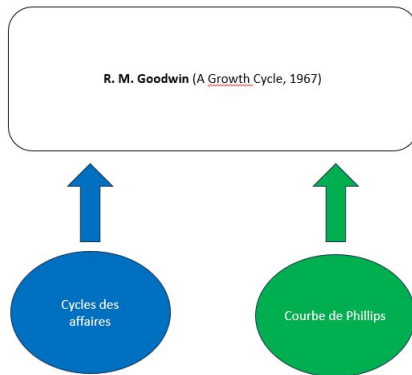 R. M. Goodwin (A Growth Cycle, 1967)
Cycles des
affaires
Courbe de Phillips